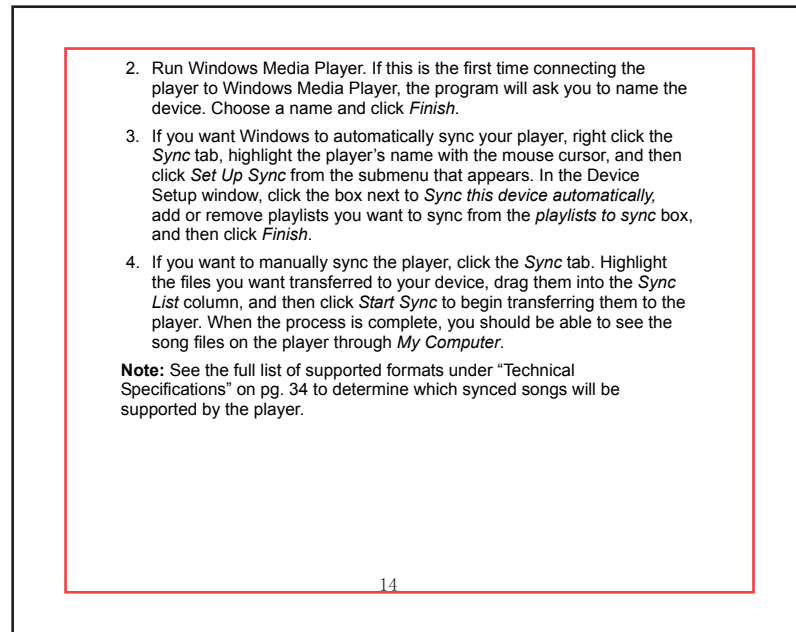 2. Run Windows Media Player. If this is the first time connecting the
player to Windows Media Player, the program will ask you to name the
device. Choose a name and click Finish.
3. If you want Windows to automatically sync your player, right click the
Sync tab, highlight the player’s name with the mouse cursor, and then
click Set Up Sync from the submenu that appears. In the Device
Setup window, click the box next to Sync this device automatically,
add or remove playlists you want to sync from the playlists to sync box,
and then click Finish.
4. If you want to manually sync the player, click the Sync tab. Highlight
the files you want transferred to your device, drag them into the Sync
List column, and then click Start Sync to begin transferring them to the
player. When the process is complete, you should be able to see the
song files on the player through My Computer.
Note: See the full list of supported formats under “Technical
Specifications” on pg. 34 to determine which synced songs will be
supported by the player.
14